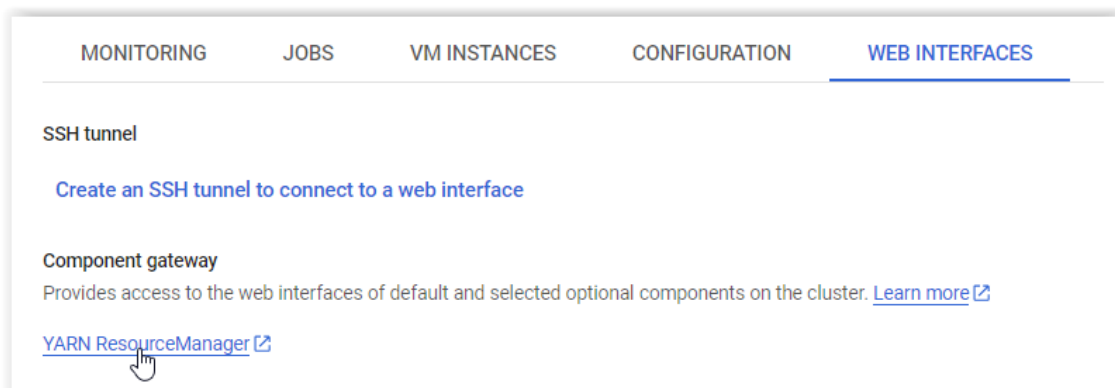 MONITORING JOBS VM INSTANCES CONFIGURATION WEB INTERFACES
SSH tunnel
Create an SSH tunnel to connect to a web interface
Component gateway
Provides access to the web interfaces of default and selected optional components on the cluster. Learn more
YARN ResourceManager